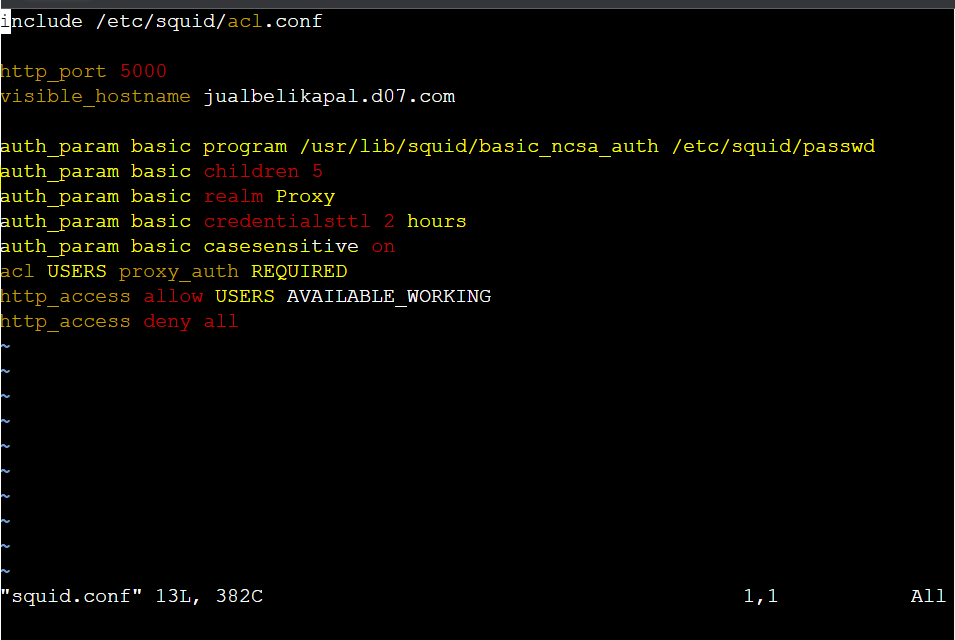 include /etc/squid/acl.conf
http_port 5000
visible_hostname jualbelikapal.d07.com
auth_param basic program /usr/lib/squid/basic_ncsa_auth /etc/squid/passwd
auth_param basic children 5
auth_param basic realm Proxy
auth_param basic credentialsttl 2 hours
auth_param basic casesensitive on
acl USERS proxy_auth REQUIRED
http_access allow USERS AVAILABLE_WORKING
http_access deny all
~
~
~
~
~
~
~
~
~
~
"squid.conf" 13L, 382C 1,1 All